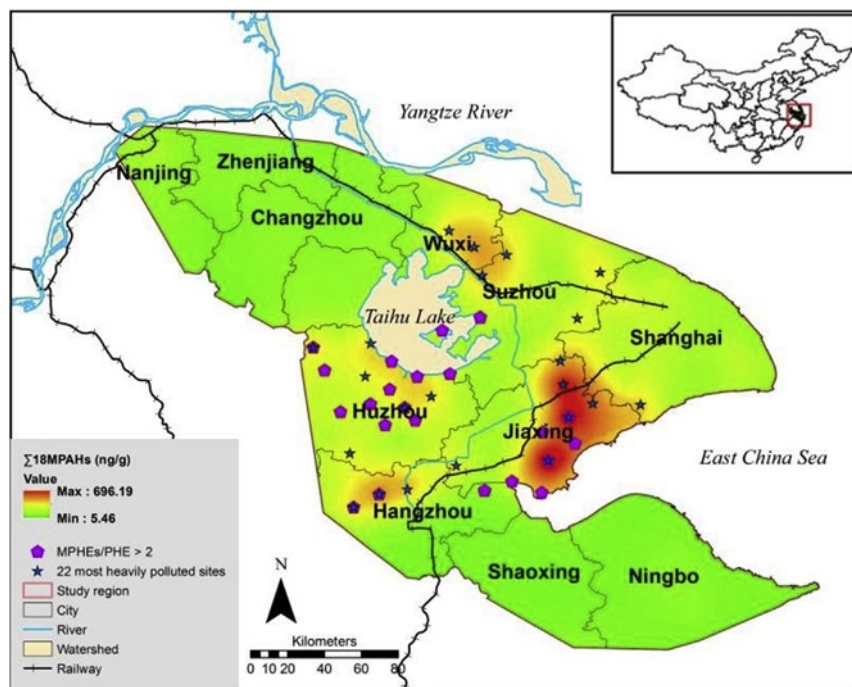 Yangtze River
Zhenjiang
Nanjing
Changzhou
Wuxi
Suzhou
Taihu Lake
Shanghai
Huzhou
Jiaxing
East China Sea
Hangzhou
Shaoxing
Ningbo
∑18MPAHs (ng/g)
Value
Max : 696.19
Min : 5.46
MPHEs/PHE > 2
22 most heavily polluted sites
Study region
City
River
Watershed
Railway
N
Kilometers
0 10 20 40 60 80